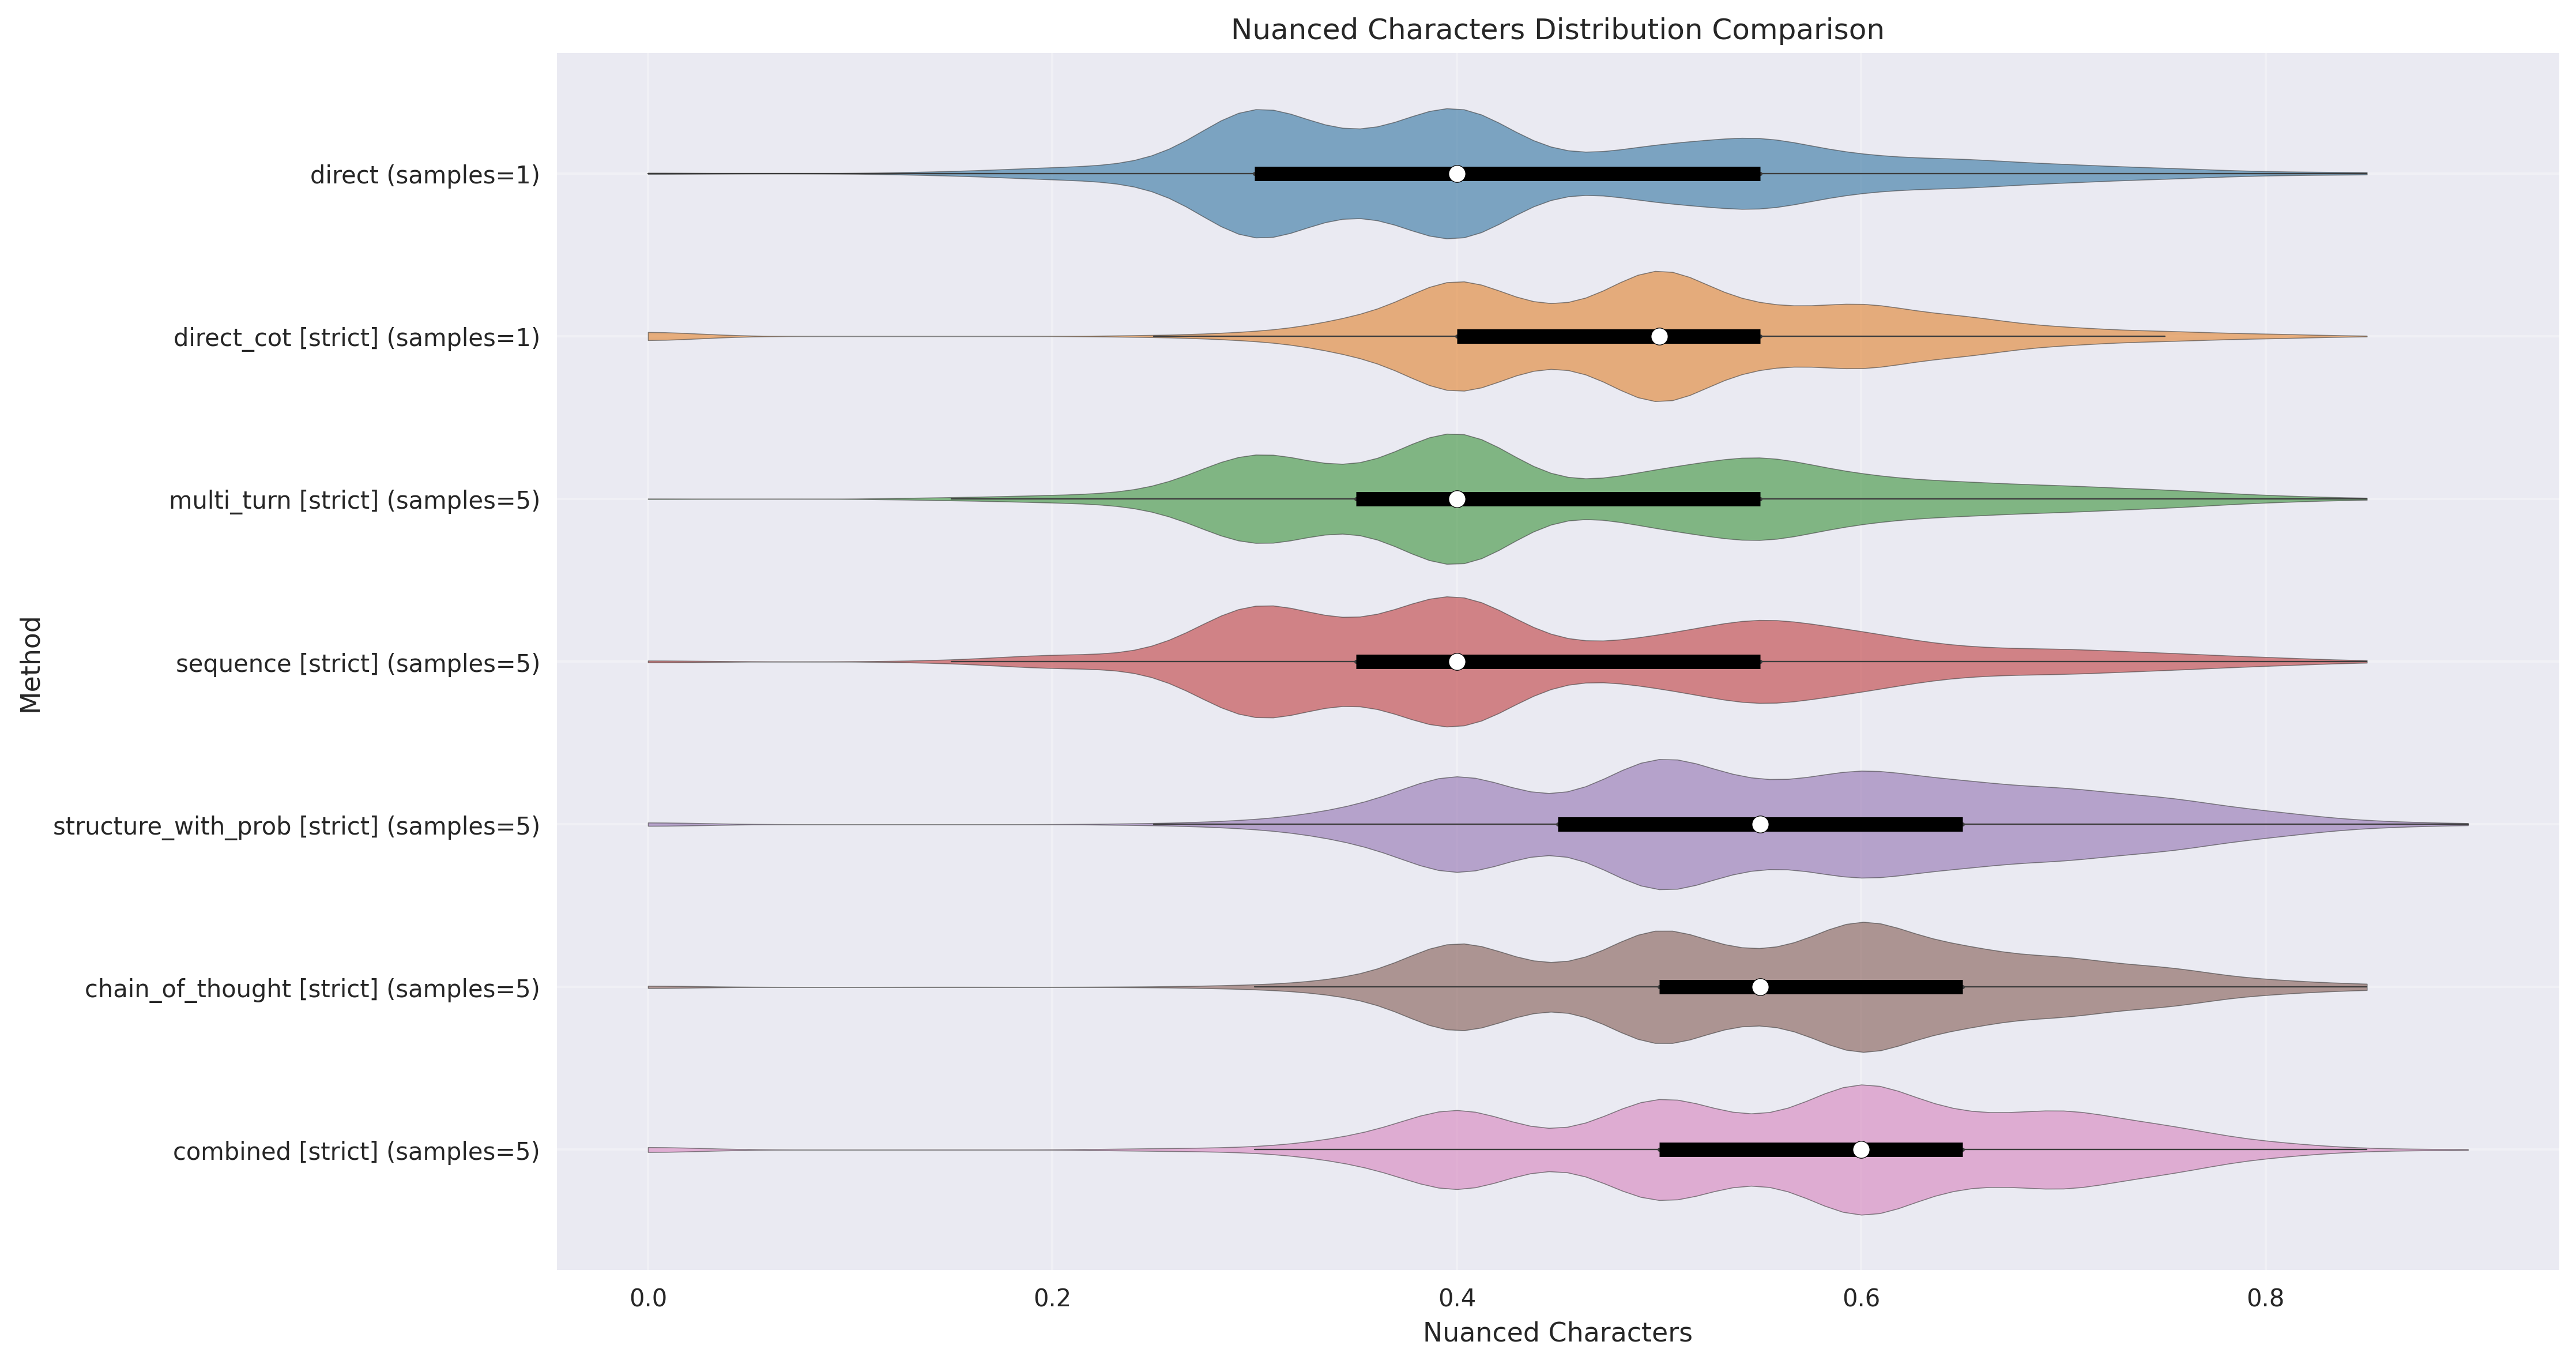 Nuanced Characters Distribution Comparison
direct (samples=1)
direct_cot [strict] (samples=1)
multi_turn [strict] (samples=5)
sequence [strict] (samples=5)
structure_with_prob [strict] (samples=5)
chain_of_thought [strict] (samples=5)
combined [strict] (samples=5)
Method
0.0 0.2 0.4 0.6 0.8
Nuanced Characters